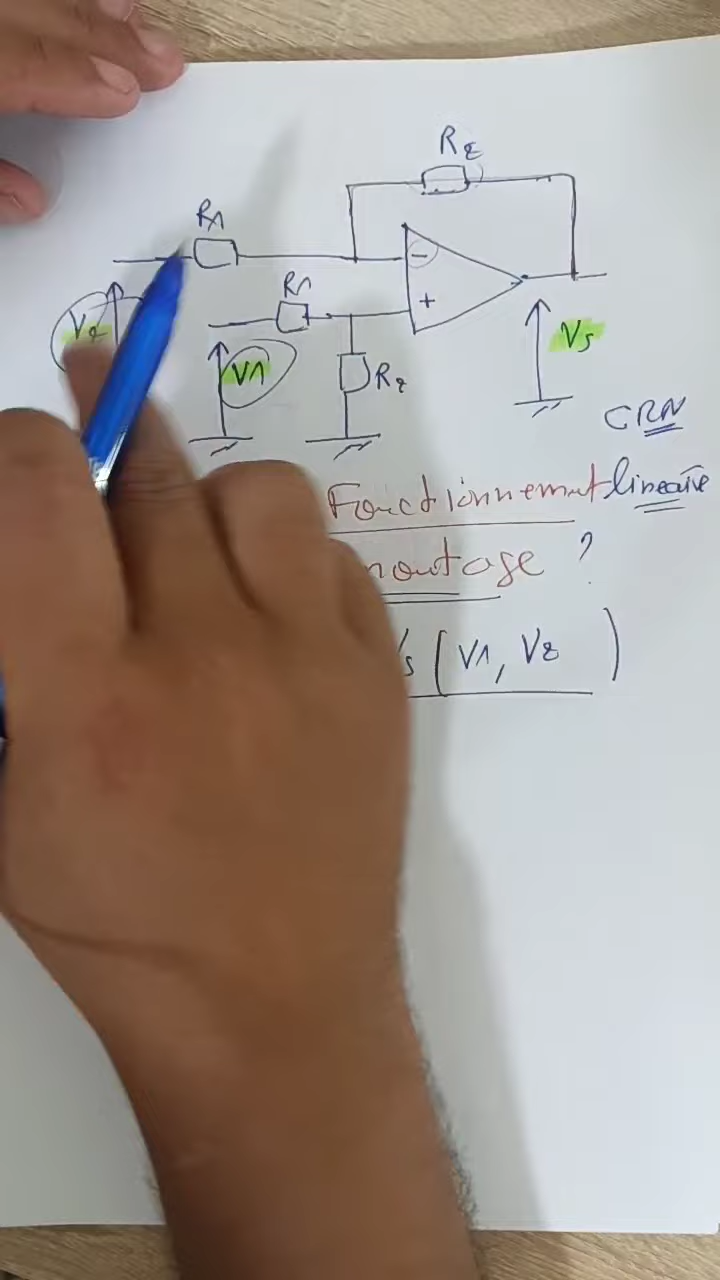 R2
R1
R1
−
+
V2
V1
R2
Vs
CRN
Fonctionnement linéaire
montage ?
s (V1, V2 )